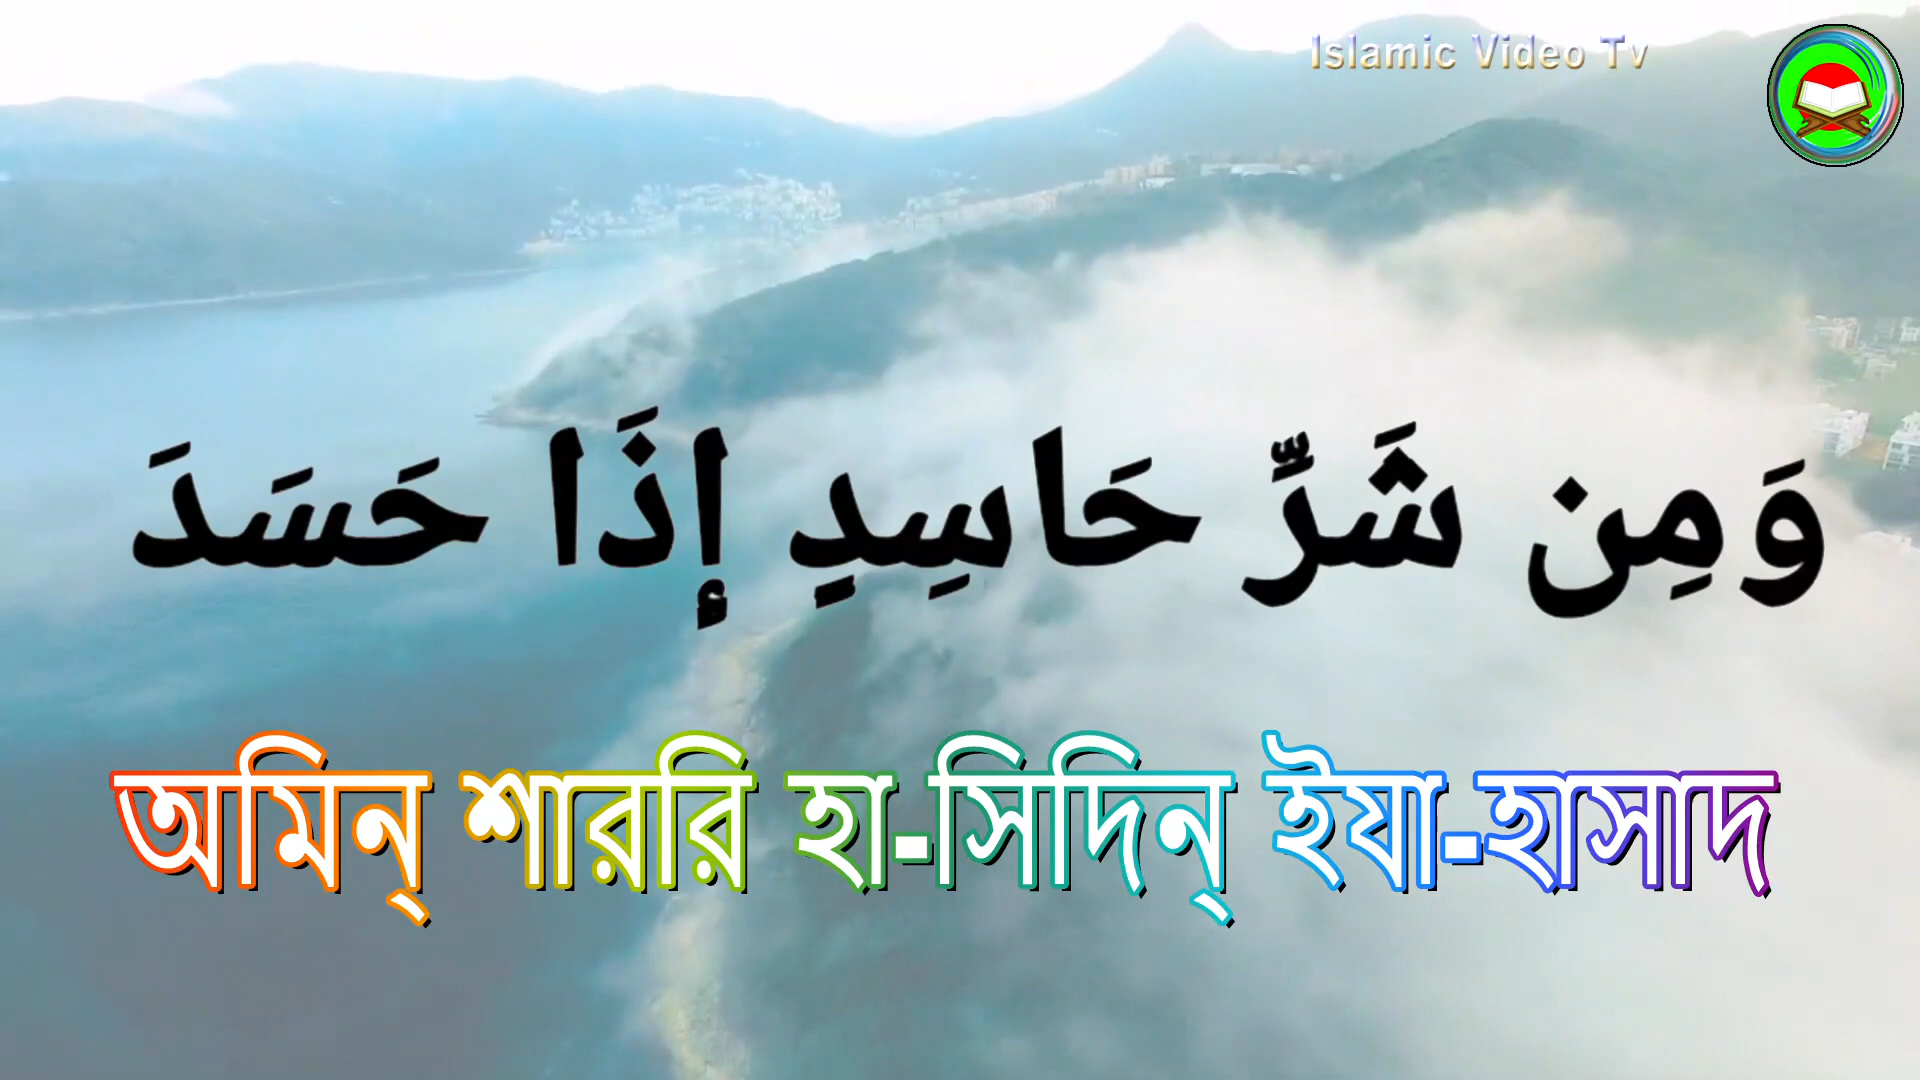 Islamic Video Tv
وَمِن شَرِّ حَاسِدٍ إِذَا حَسَدَ
অমিন্ শাররি হা-সিদিন্ ইযা-হাসাদ